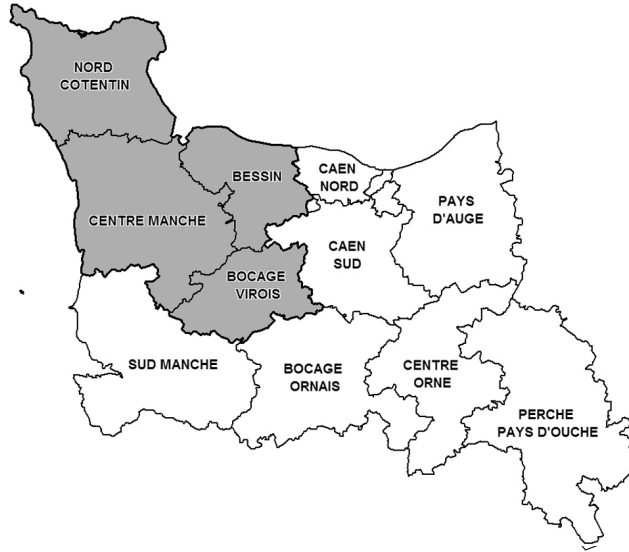 NORD
COTENTIN
BESSIN
CAEN
NORD
CENTRE MANCHE
PAYS
D'AUGE
CAEN
SUD
BOCAGE
VIROIS
SUD MANCHE
BOCAGE
ORNAIS
CENTRE
ORNE
PERCHE
PAYS D'OUCHE